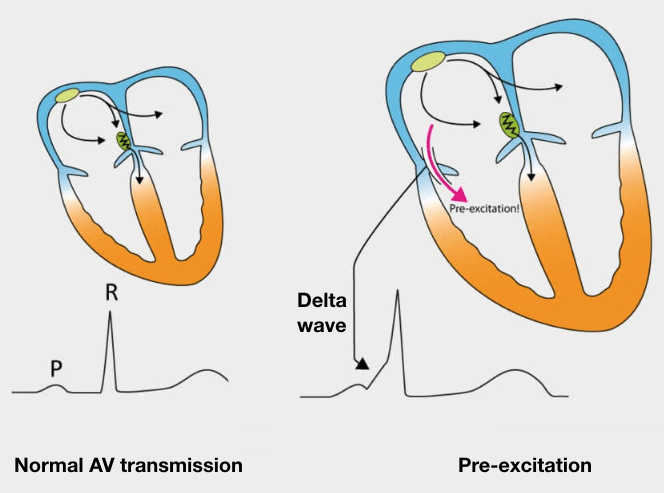 Pre-excitation!
R
Delta
wave
P
Normal AV transmission
Pre-excitation